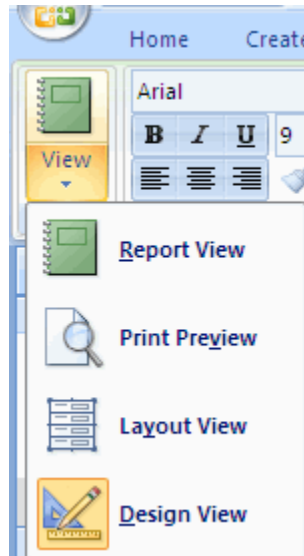 Home Create
Arial
B I U 9
View
Report View
Print Preview
Layout View
Design View